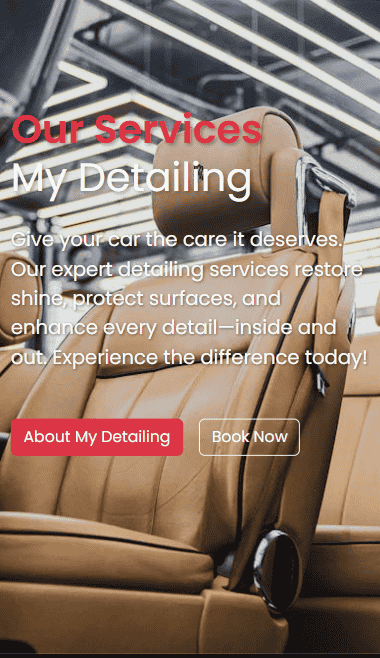 Our Services
My Detailing
Give your car the care it deserves.
Our expert detailing services restore
shine, protect surfaces, and
enhance every detail—inside and
out. Experience the difference today!
About My Detailing
Book Now